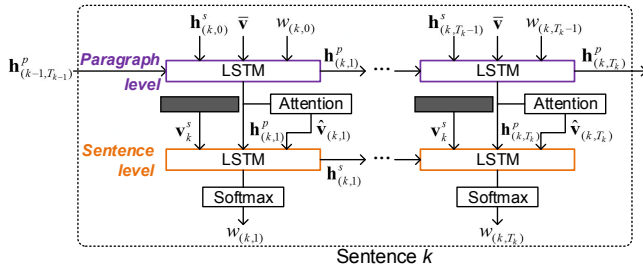 h^s_(k,0) v̅ w_(k,0) h^s_(k,T_k−1) v̅ w_(k,T_k−1)
h^p_(k−1,T_k−1) Paragraph level LSTM h^p_(k,1) ... LSTM h^p_(k,T_k)
Attention Attention
v^s_k h^p_(k,1) v̂_(k,1) v^s_k h^p_(k,T_k) v̂_(k,T_k)
Sentence level LSTM h^s_(k,1) ... LSTM
Softmax Softmax
w_(k,1) w_(k,T_k)
Sentence k